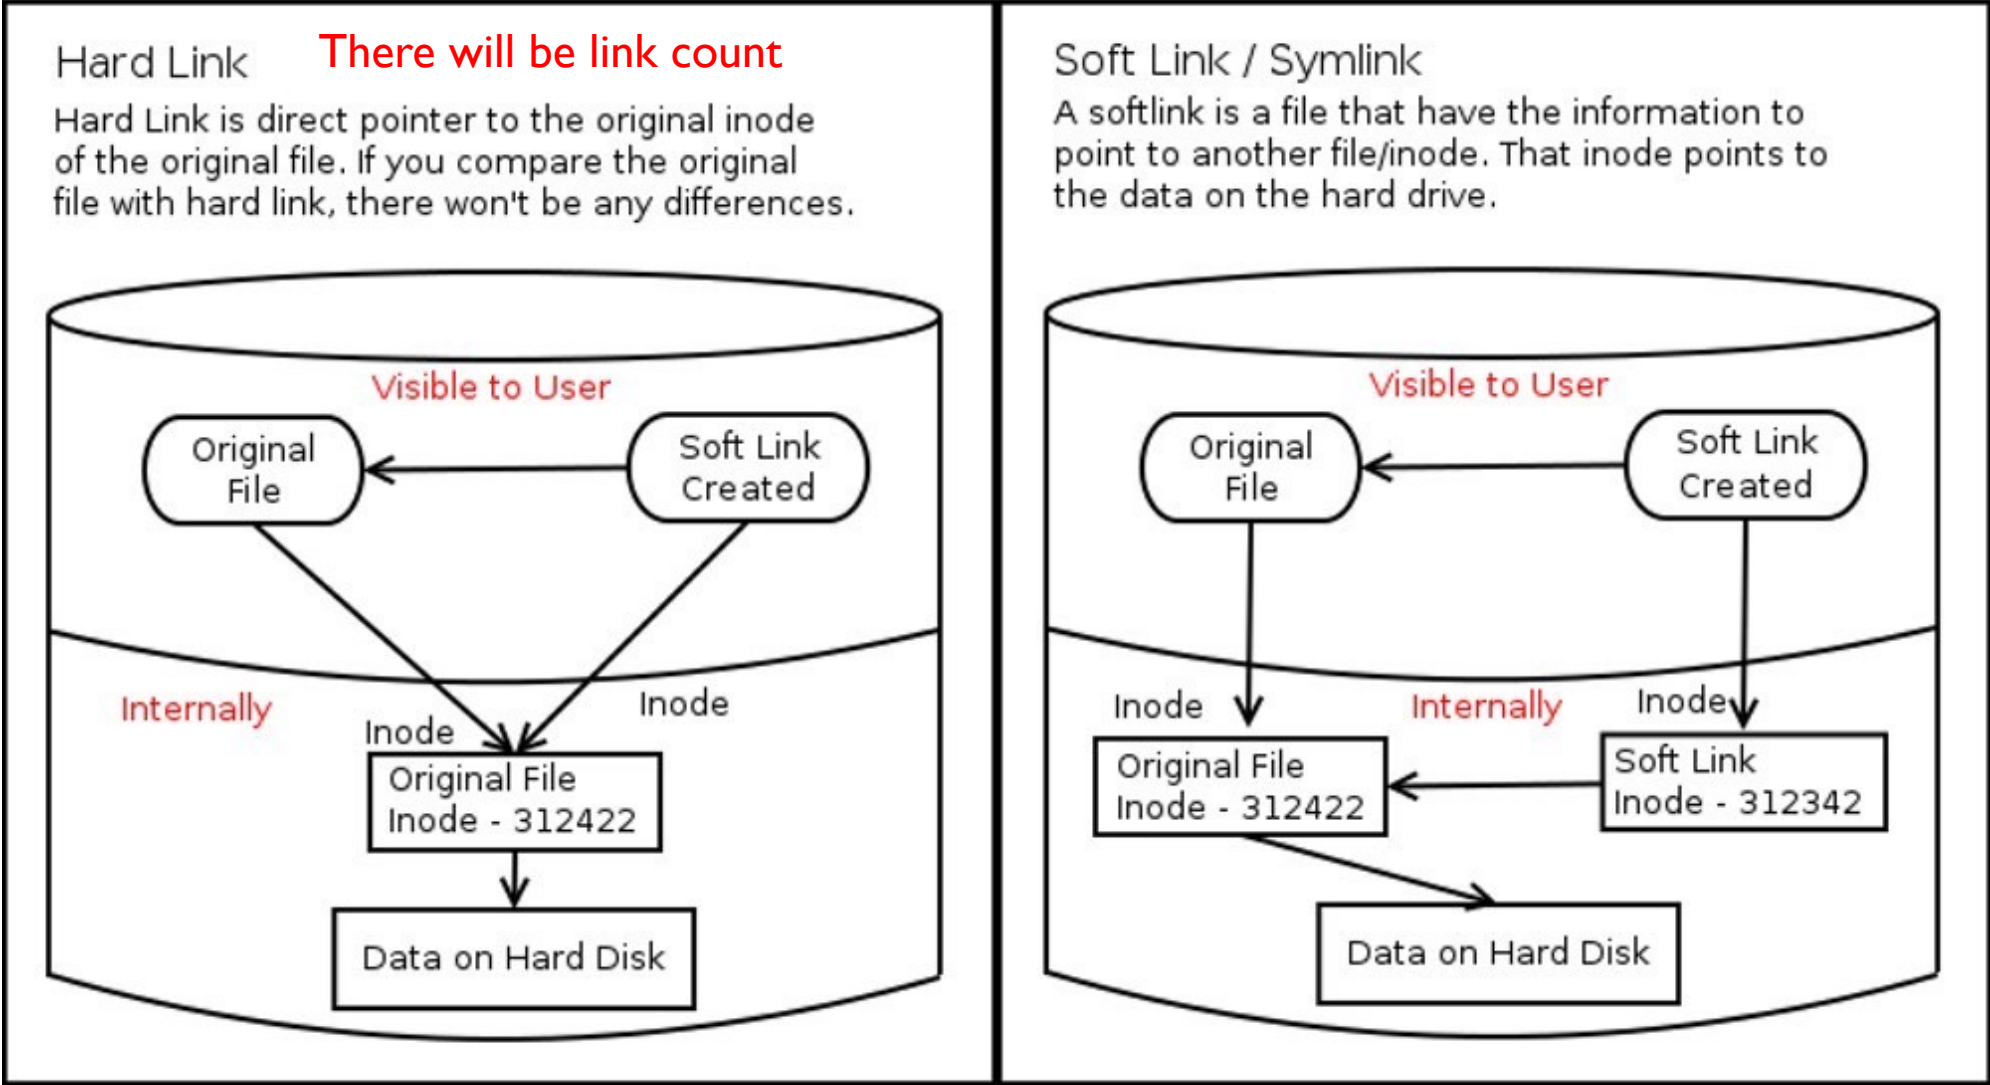 Hard Link
There will be link count
Hard Link is direct pointer to the original inode
of the original file. If you compare the original
file with hard link, there won't be any differences.
Visible to User
Original
File
Soft Link
Created
Internally
Inode
Inode
Original File
Inode - 312422
Data on Hard Disk
Soft Link / Symlink
A softlink is a file that have the information to
point to another file/inode. That inode points to
the data on the hard drive.
Visible to User
Original
File
Soft Link
Created
Inode
Internally
Inode
Original File
Inode - 312422
Soft Link
Inode - 312342
Data on Hard Disk